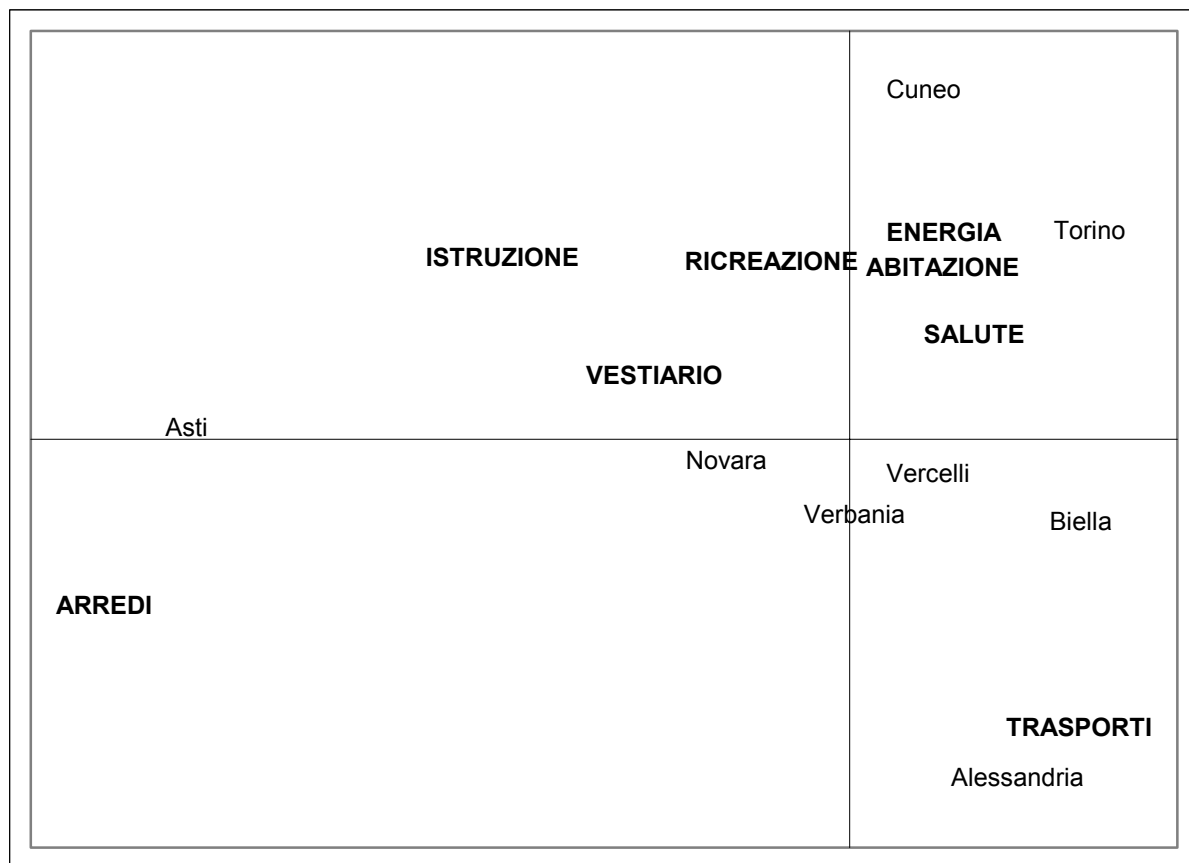 Cuneo
ENERGIA
Torino
ISTRUZIONE
RICREAZIONE
ABITAZIONE
SALUTE
VESTIARIO
Asti
Novara
Vercelli
Verbania
Biella
ARREDI
TRASPORTI
Alessandria